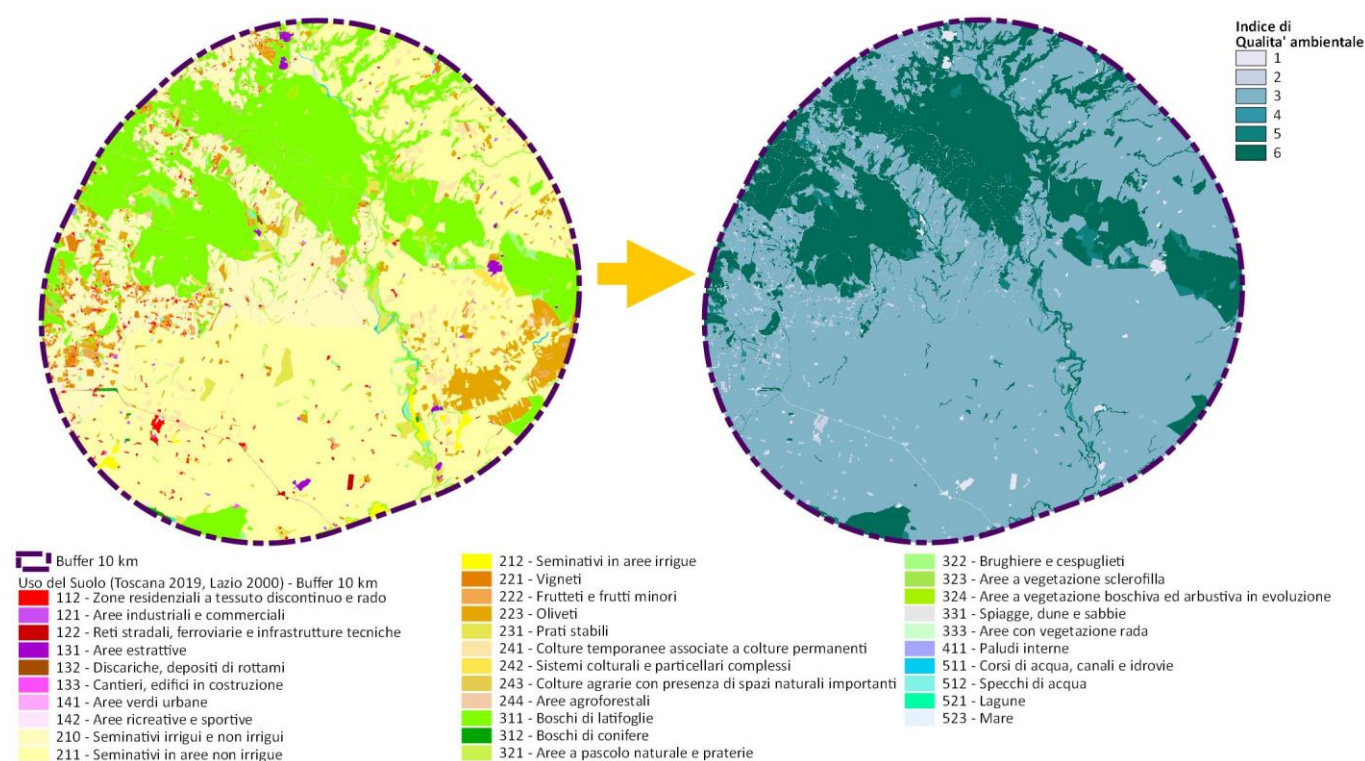 Indice di
Qualita' ambientale
1
2
3
4
5
6
Buffer 10 km
Uso del Suolo (Toscana 2019, Lazio 2000) - Buffer 10 km
112 - Zone residenziali a tessuto discontinuo e rado
121 - Aree industriali e commerciali
122 - Reti stradali, ferroviarie e infrastrutture tecniche
131 - Aree estrattive
132 - Discariche, depositi di rottami
133 - Cantieri, edifici in costruzione
141 - Aree verdi urbane
142 - Aree ricreative e sportive
210 - Seminativi irrigui e non irrigui
211 - Seminativi in aree non irrigue
212 - Seminativi in aree irrigue
221 - Vigneti
222 - Frutteti e frutti minori
223 - Oliveti
231 - Prati stabili
241 - Colture temporanee associate a colture permanenti
242 - Sistemi colturali e particellari complessi
243 - Colture agrarie con presenza di spazi naturali importanti
244 - Aree agroforestali
311 - Boschi di latifoglie
312 - Boschi di conifere
321 - Aree a pascolo naturale e praterie
322 - Brughiere e cespuglieti
323 - Aree a vegetazione sclerofilla
324 - Aree a vegetazione boschiva ed arbustiva in evoluzione
331 - Spiagge, dune e sabbie
333 - Aree con vegetazione rada
411 - Paludi interne
511 - Corsi di acqua, canali e idrovie
512 - Specchi di acqua
521 - Lagune
523 - Mare